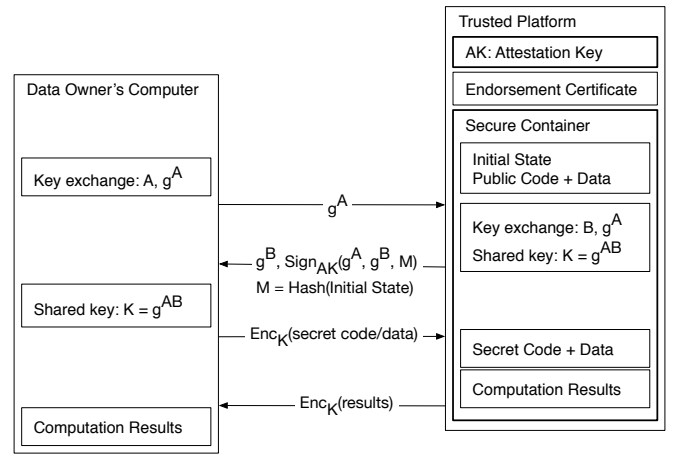 Trusted Platform
AK: Attestation Key
Endorsement Certificate
Data Owner's Computer
Secure Container
Initial State
Public Code + Data
Key exchange: A, g^A
g^A
Key exchange: B, g^A
Shared key: K = g^AB
g^B, Sign_AK(g^A, g^B, M)
M = Hash(Initial State)
Shared key: K = g^AB
Enc_K(secret code/data)
Secret Code + Data
Computation Results
Enc_K(results)
Computation Results